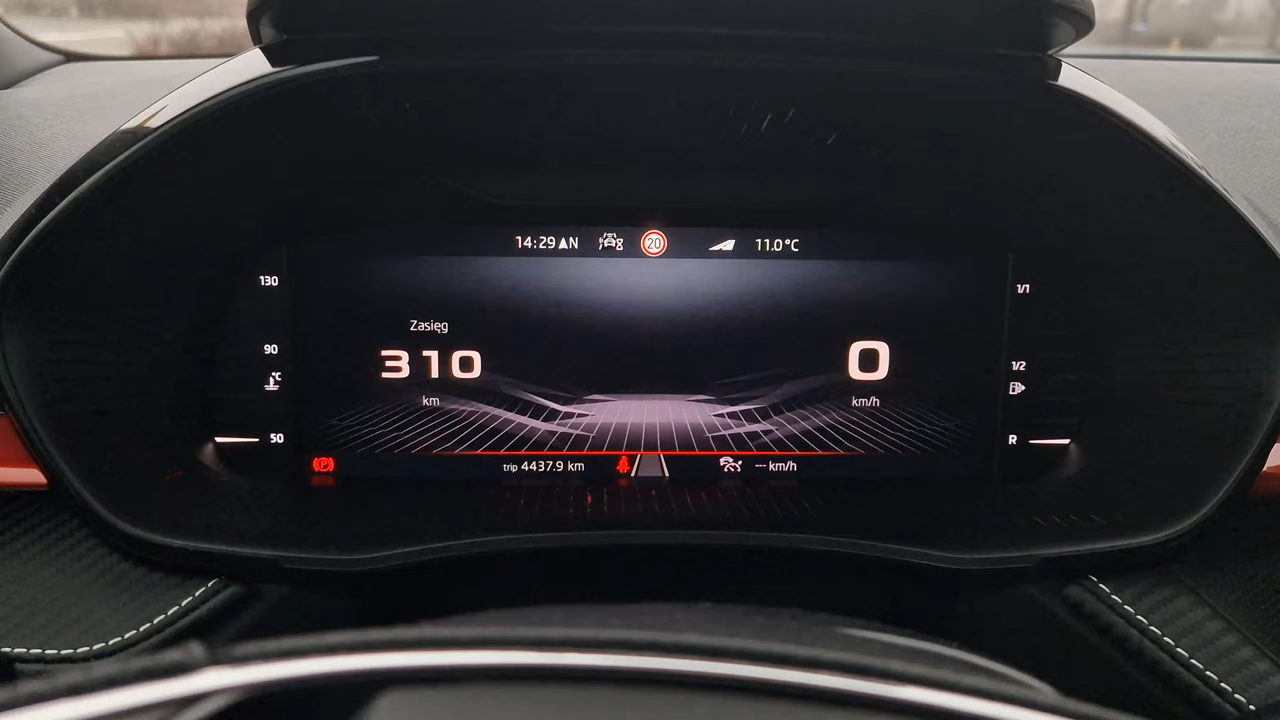 14:29 N 20 11.0°C
130
90
°C
50
Zasięg
310
km
0
km/h
1/1
1/2
R
P trip 4437.9 km --- km/h